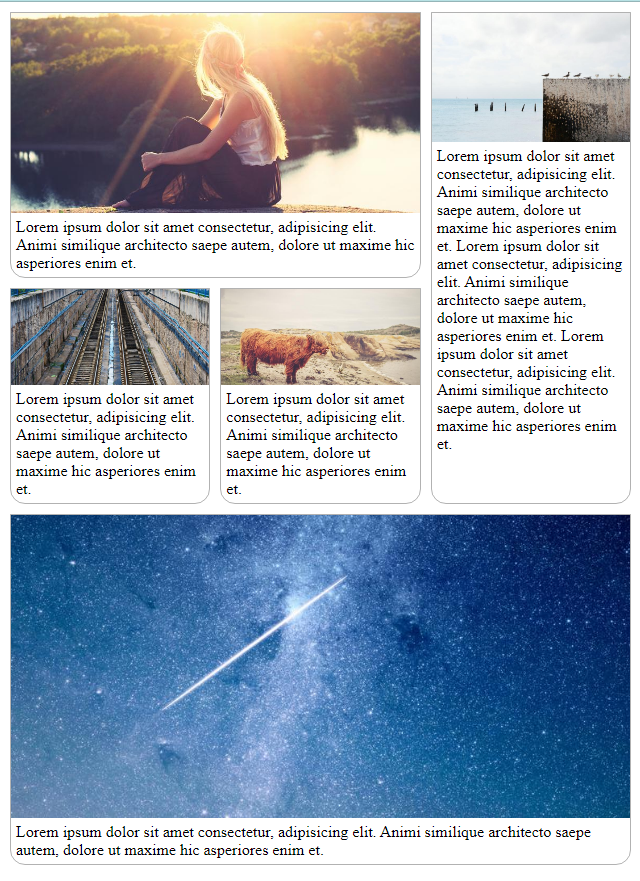 Lorem ipsum dolor sit amet consectetur, adipisicing elit.
Animi similique architecto saepe autem, dolore ut maxime hic
asperiores enim et.
Lorem ipsum dolor sit amet
consectetur, adipisicing elit.
Animi similique architecto
saepe autem, dolore ut
maxime hic asperiores enim
et. Lorem ipsum dolor sit
amet consectetur, adipisicing
elit. Animi similique
architecto saepe autem,
dolore ut maxime hic
asperiores enim et. Lorem
ipsum dolor sit amet
consectetur, adipisicing elit.
Animi similique architecto
saepe autem, dolore ut
maxime hic asperiores enim
et.
Lorem ipsum dolor sit amet
consectetur, adipisicing elit.
Animi similique architecto
saepe autem, dolore ut
maxime hic asperiores enim
et.
Lorem ipsum dolor sit amet
consectetur, adipisicing elit.
Animi similique architecto
saepe autem, dolore ut
maxime hic asperiores enim
et.
Lorem ipsum dolor sit amet consectetur, adipisicing elit. Animi similique architecto saepe
autem, dolore ut maxime hic asperiores enim et.